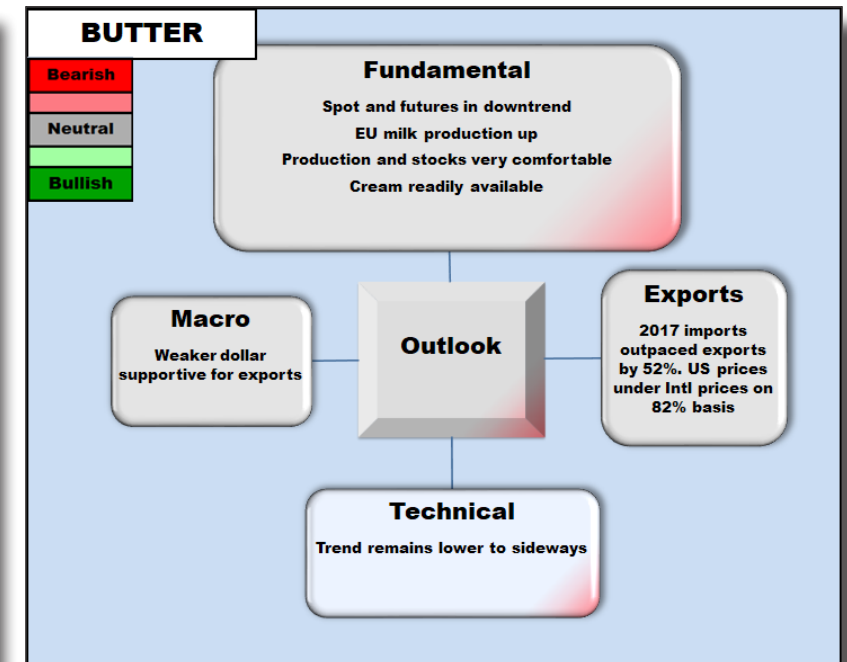 BUTTER
Bearish
Neutral
Bullish
Fundamental
Spot and futures in downtrend
EU milk production up
Production and stocks very comfortable
Cream readily available
Macro
Weaker dollar
supportive for exports
Outlook
Exports
2017 imports
outpaced exports
by 52%. US prices
under Intl prices on
82% basis
Technical
Trend remains lower to sideways